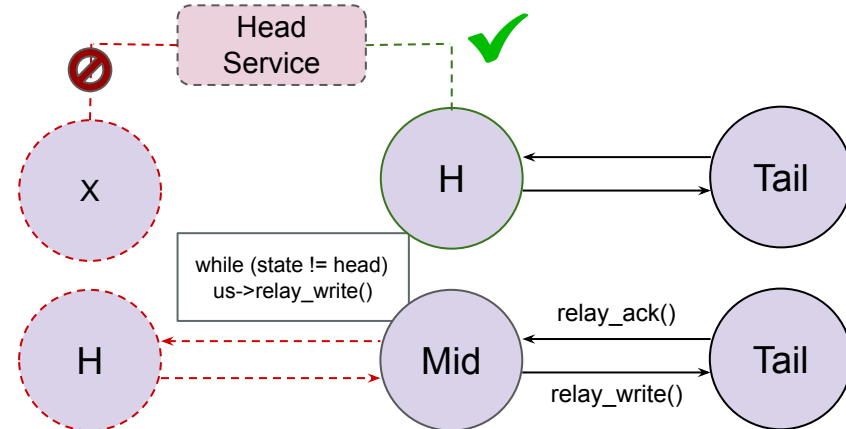 Head
Service
X
H
Tail
while (state != head)
us->relay_write()
H
Mid
relay_ack()
relay_write()
Tail